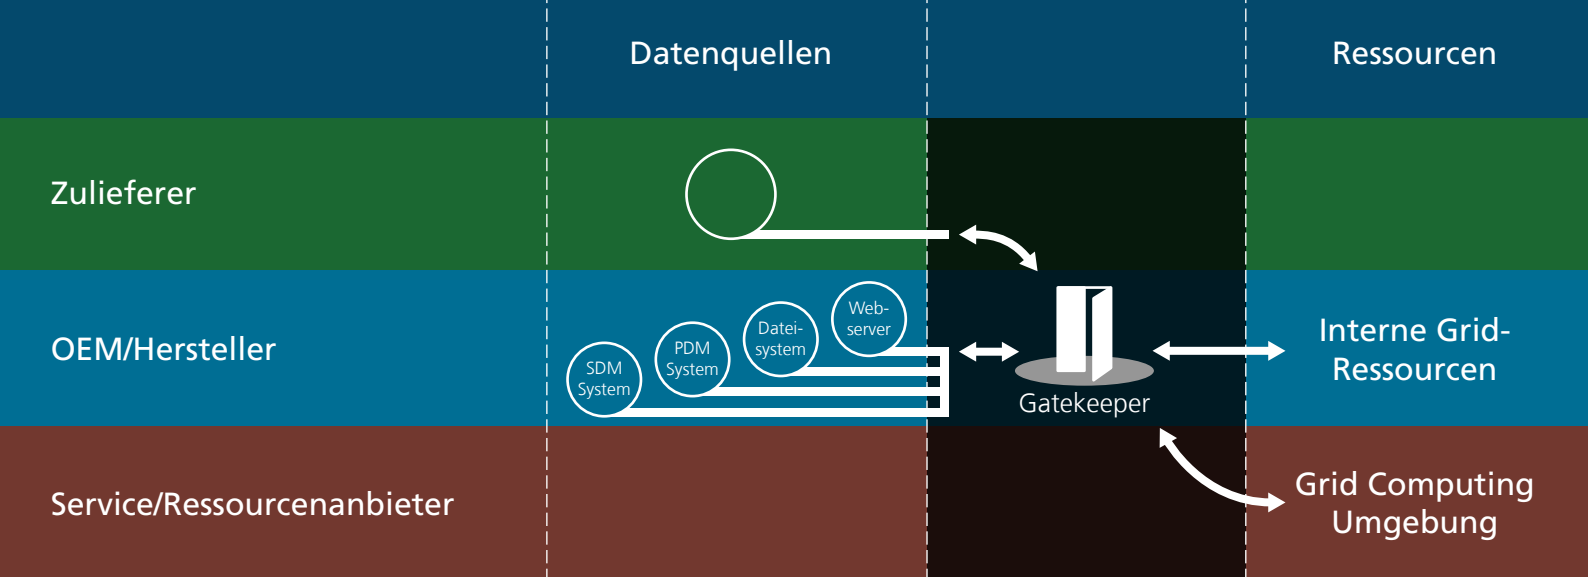 Datenquellen
Ressourcen
Zulieferer
OEM/Hersteller
SDM
System
PDM
System
Datei-
system
Web-
server
Gatekeeper
Interne Grid-
Ressourcen
Service/Ressourcenanbieter
Grid Computing
Umgebung